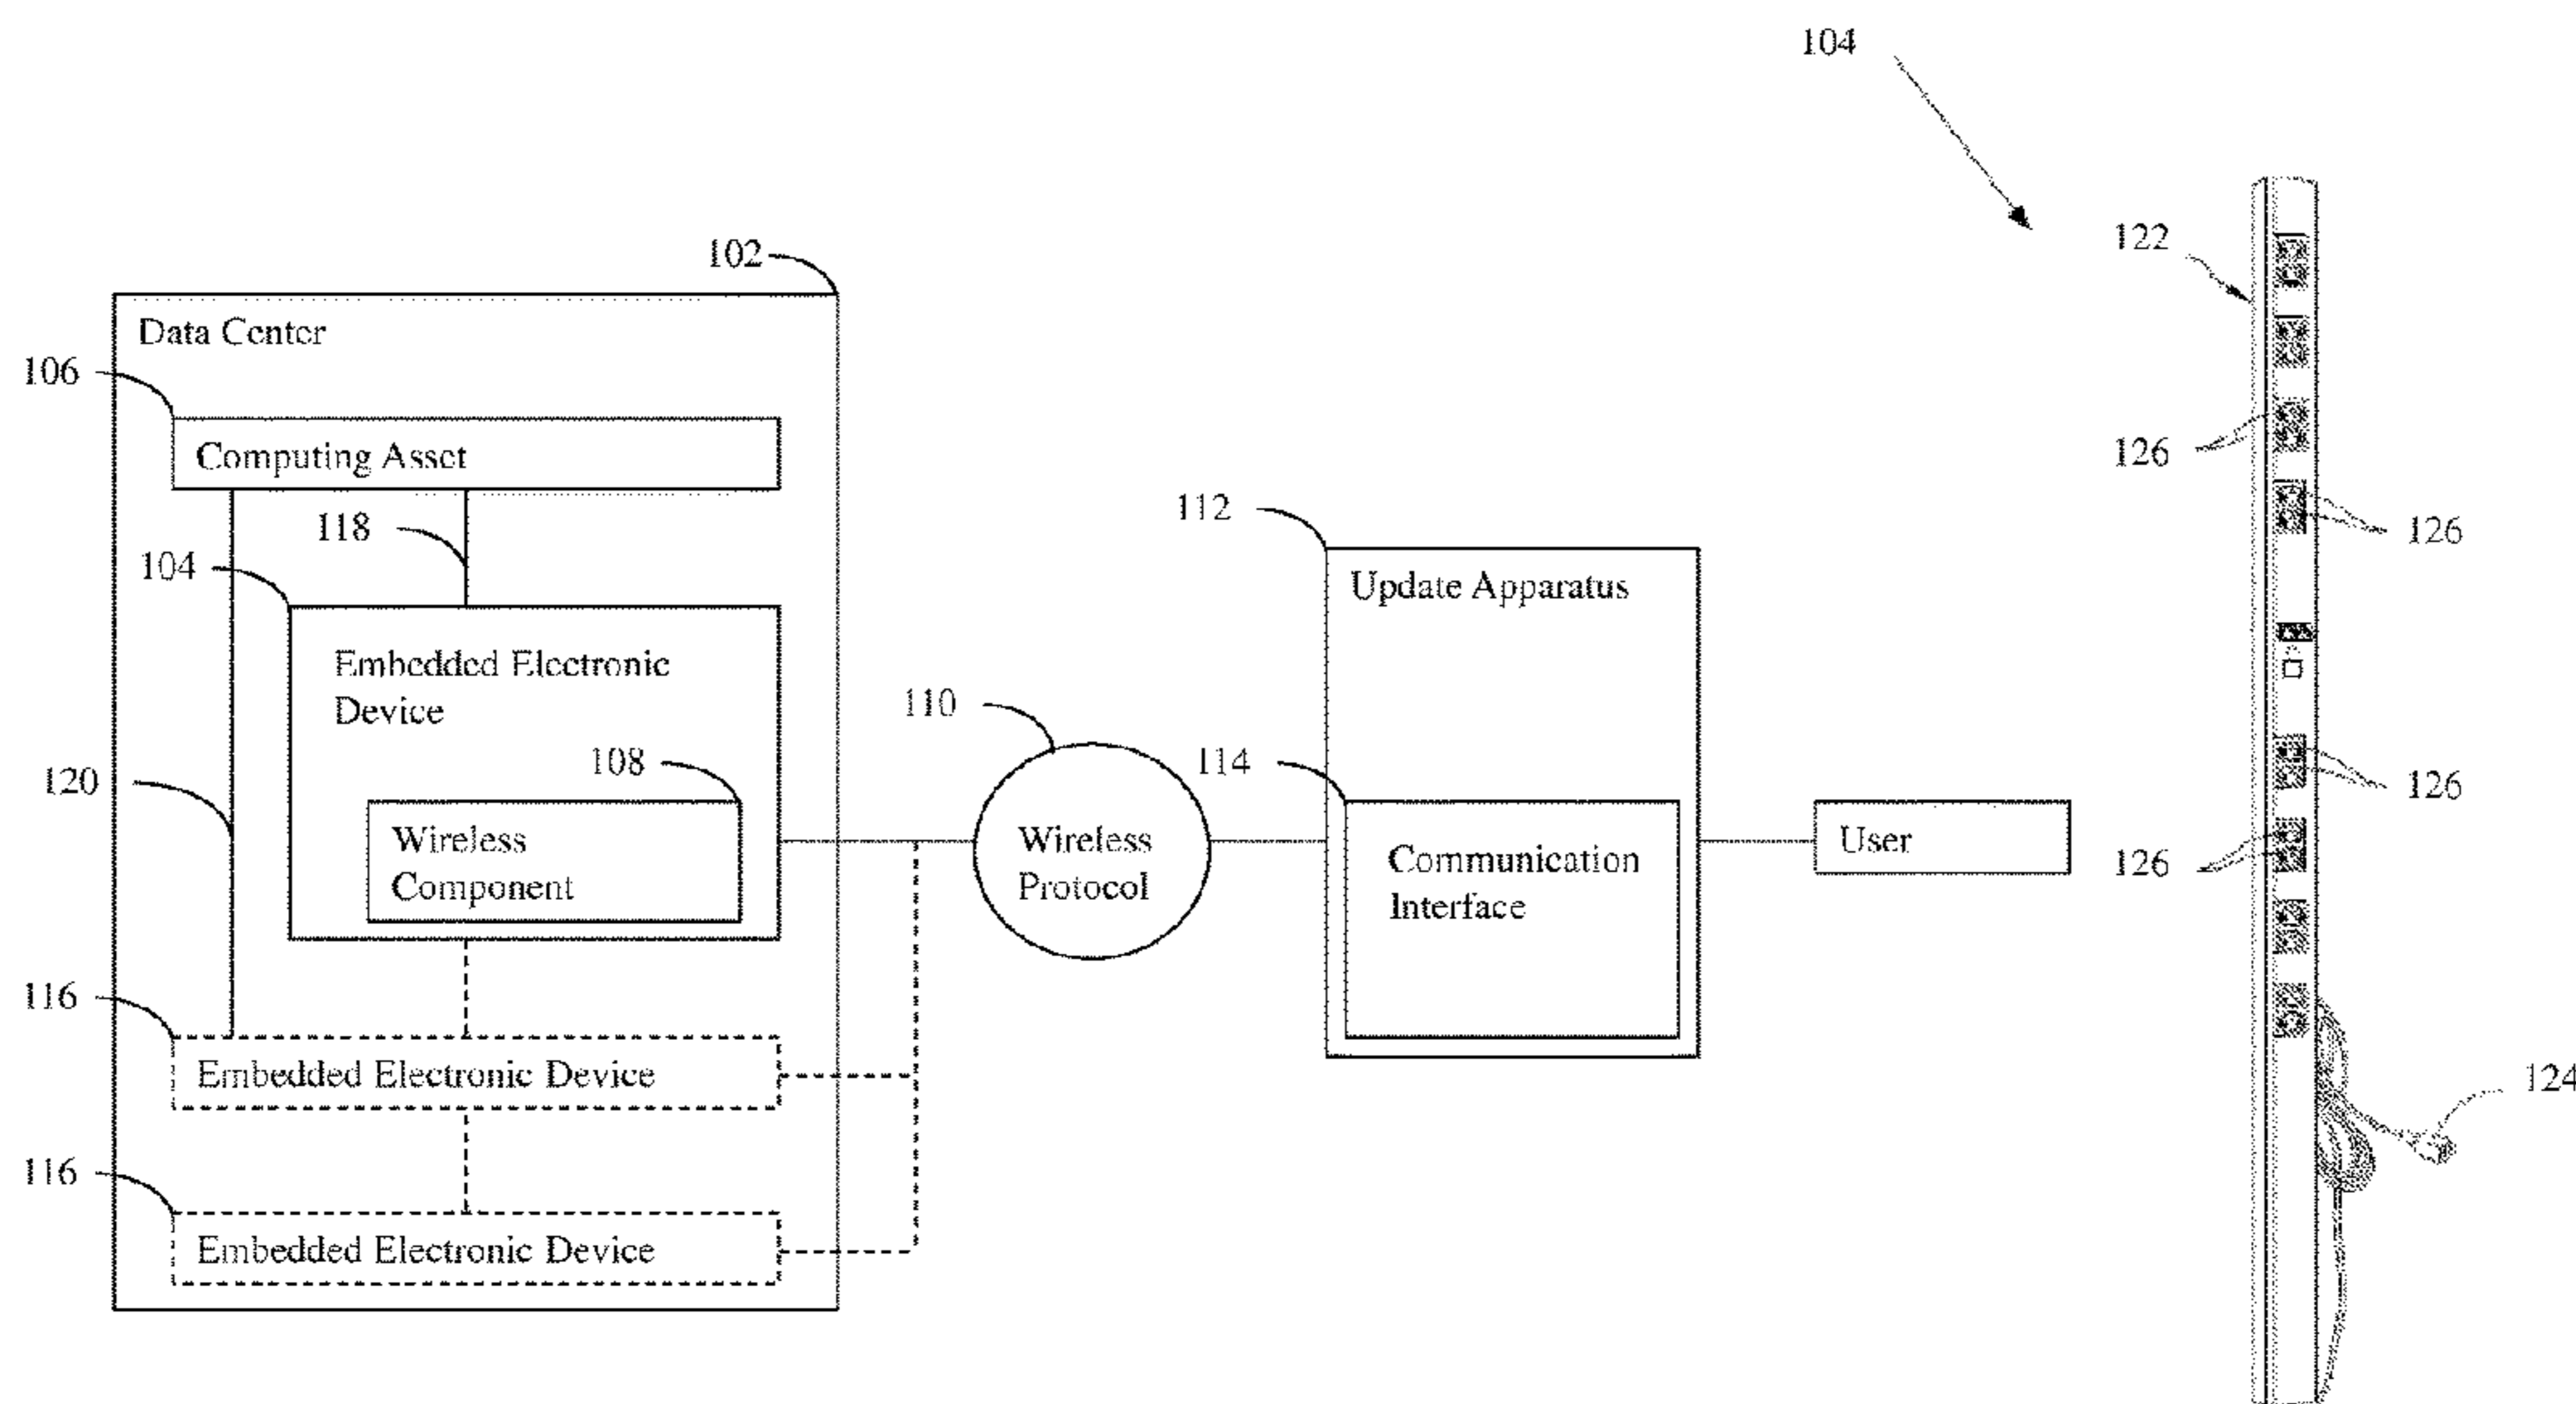 104
122
102
Data Center
106
Computing Asset
126
118
112
126
104
Update Apparatus
Embedded Electronic
Device
110
108
114
120
126
Wireless
Component
Wireless
Protocol
Communication
Interface
User
126
116
Embedded Electronic Device
124
116
Embedded Electronic Device